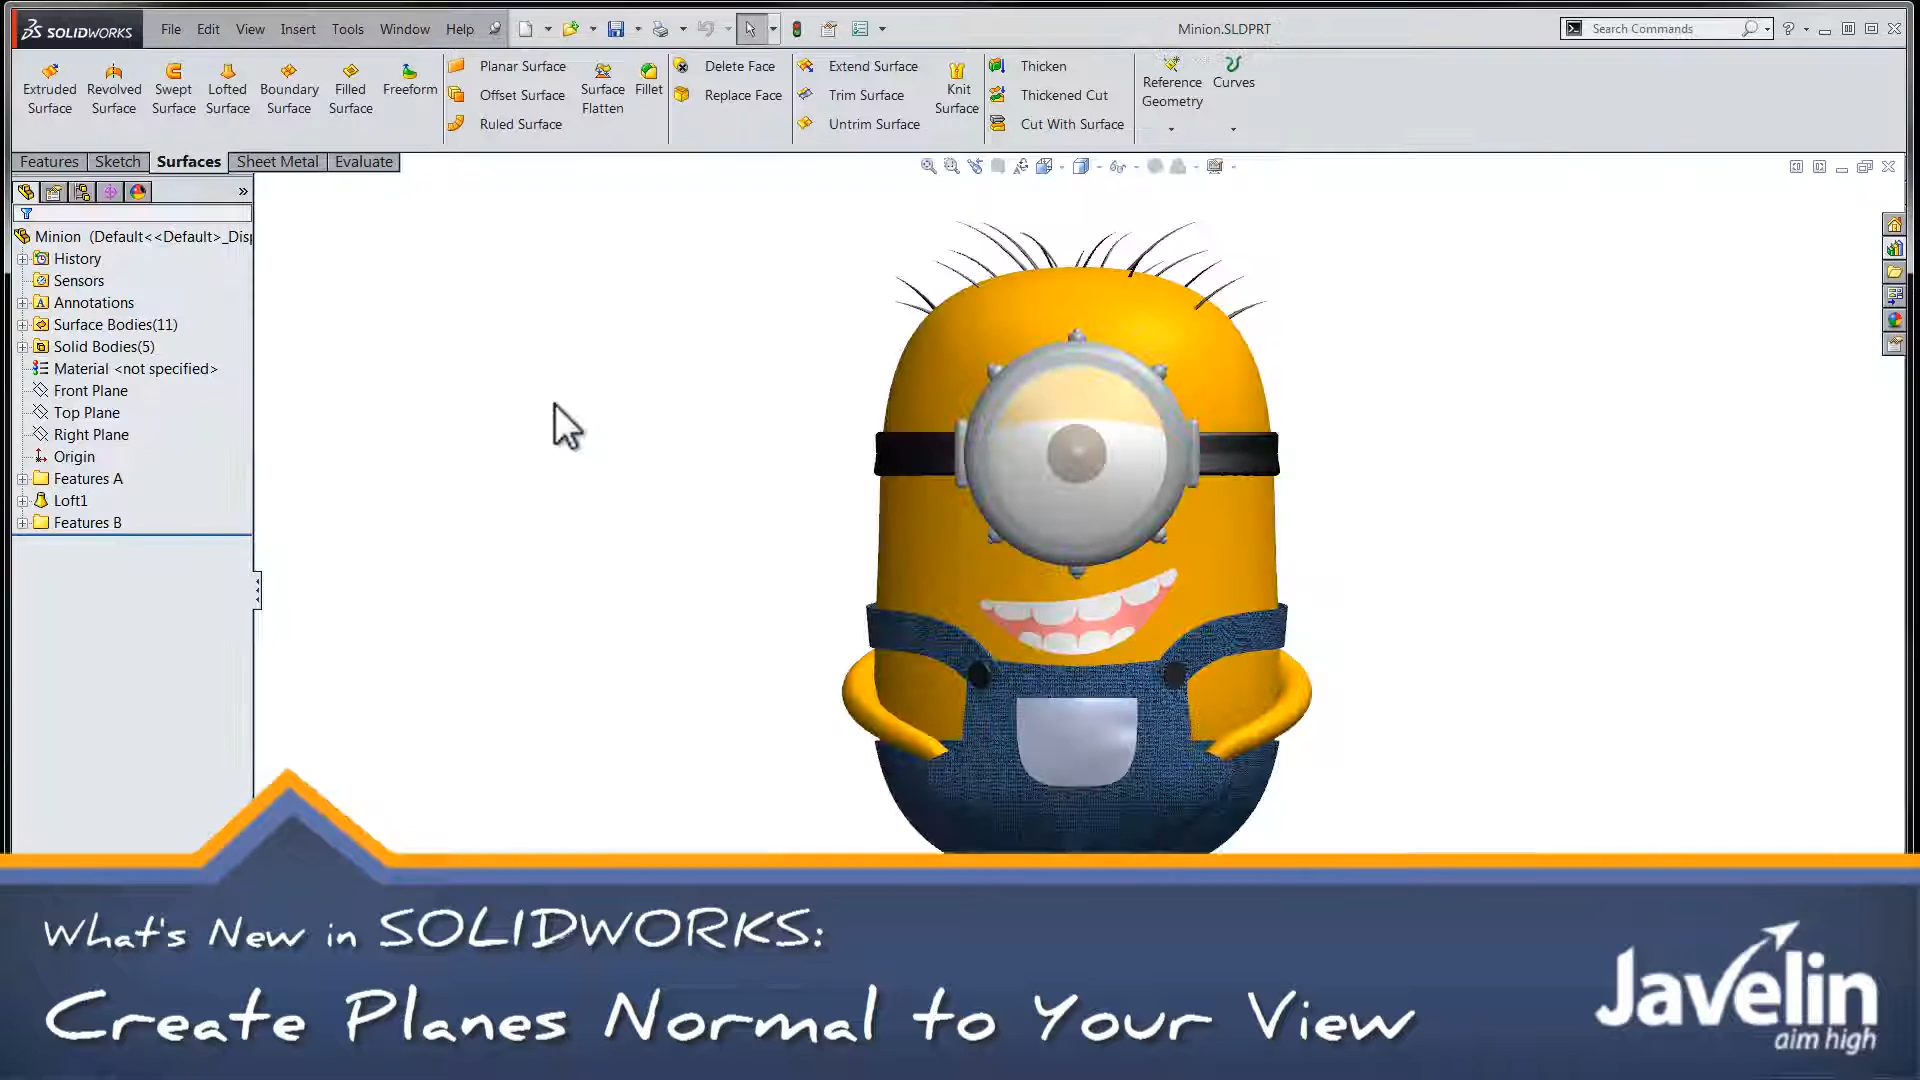 SOLIDWORKS File Edit View Insert Tools Window Help Minion.SLDPRT Search Commands
Extruded Surface
Revolved Surface
Swept Surface
Lofted Surface
Boundary Surface
Filled Surface
Freeform
Planar Surface
Offset Surface
Ruled Surface
Surface Flatten
Fillet
Delete Face
Replace Face
Extend Surface
Trim Surface
Untrim Surface
Knit Surface
Thicken
Thickened Cut
Cut With Surface
Reference Geometry
Curves
Features Sketch Surfaces Sheet Metal Evaluate
Minion (Default<<Default>_Disp
History
Sensors
Annotations
Surface Bodies(11)
Solid Bodies(5)
Material <not specified>
Front Plane
Top Plane
Right Plane
Origin
Features A
Loft1
Features B
What's New in SOLIDWORKS:
Create Planes Normal to Your View
Javelin
aim high